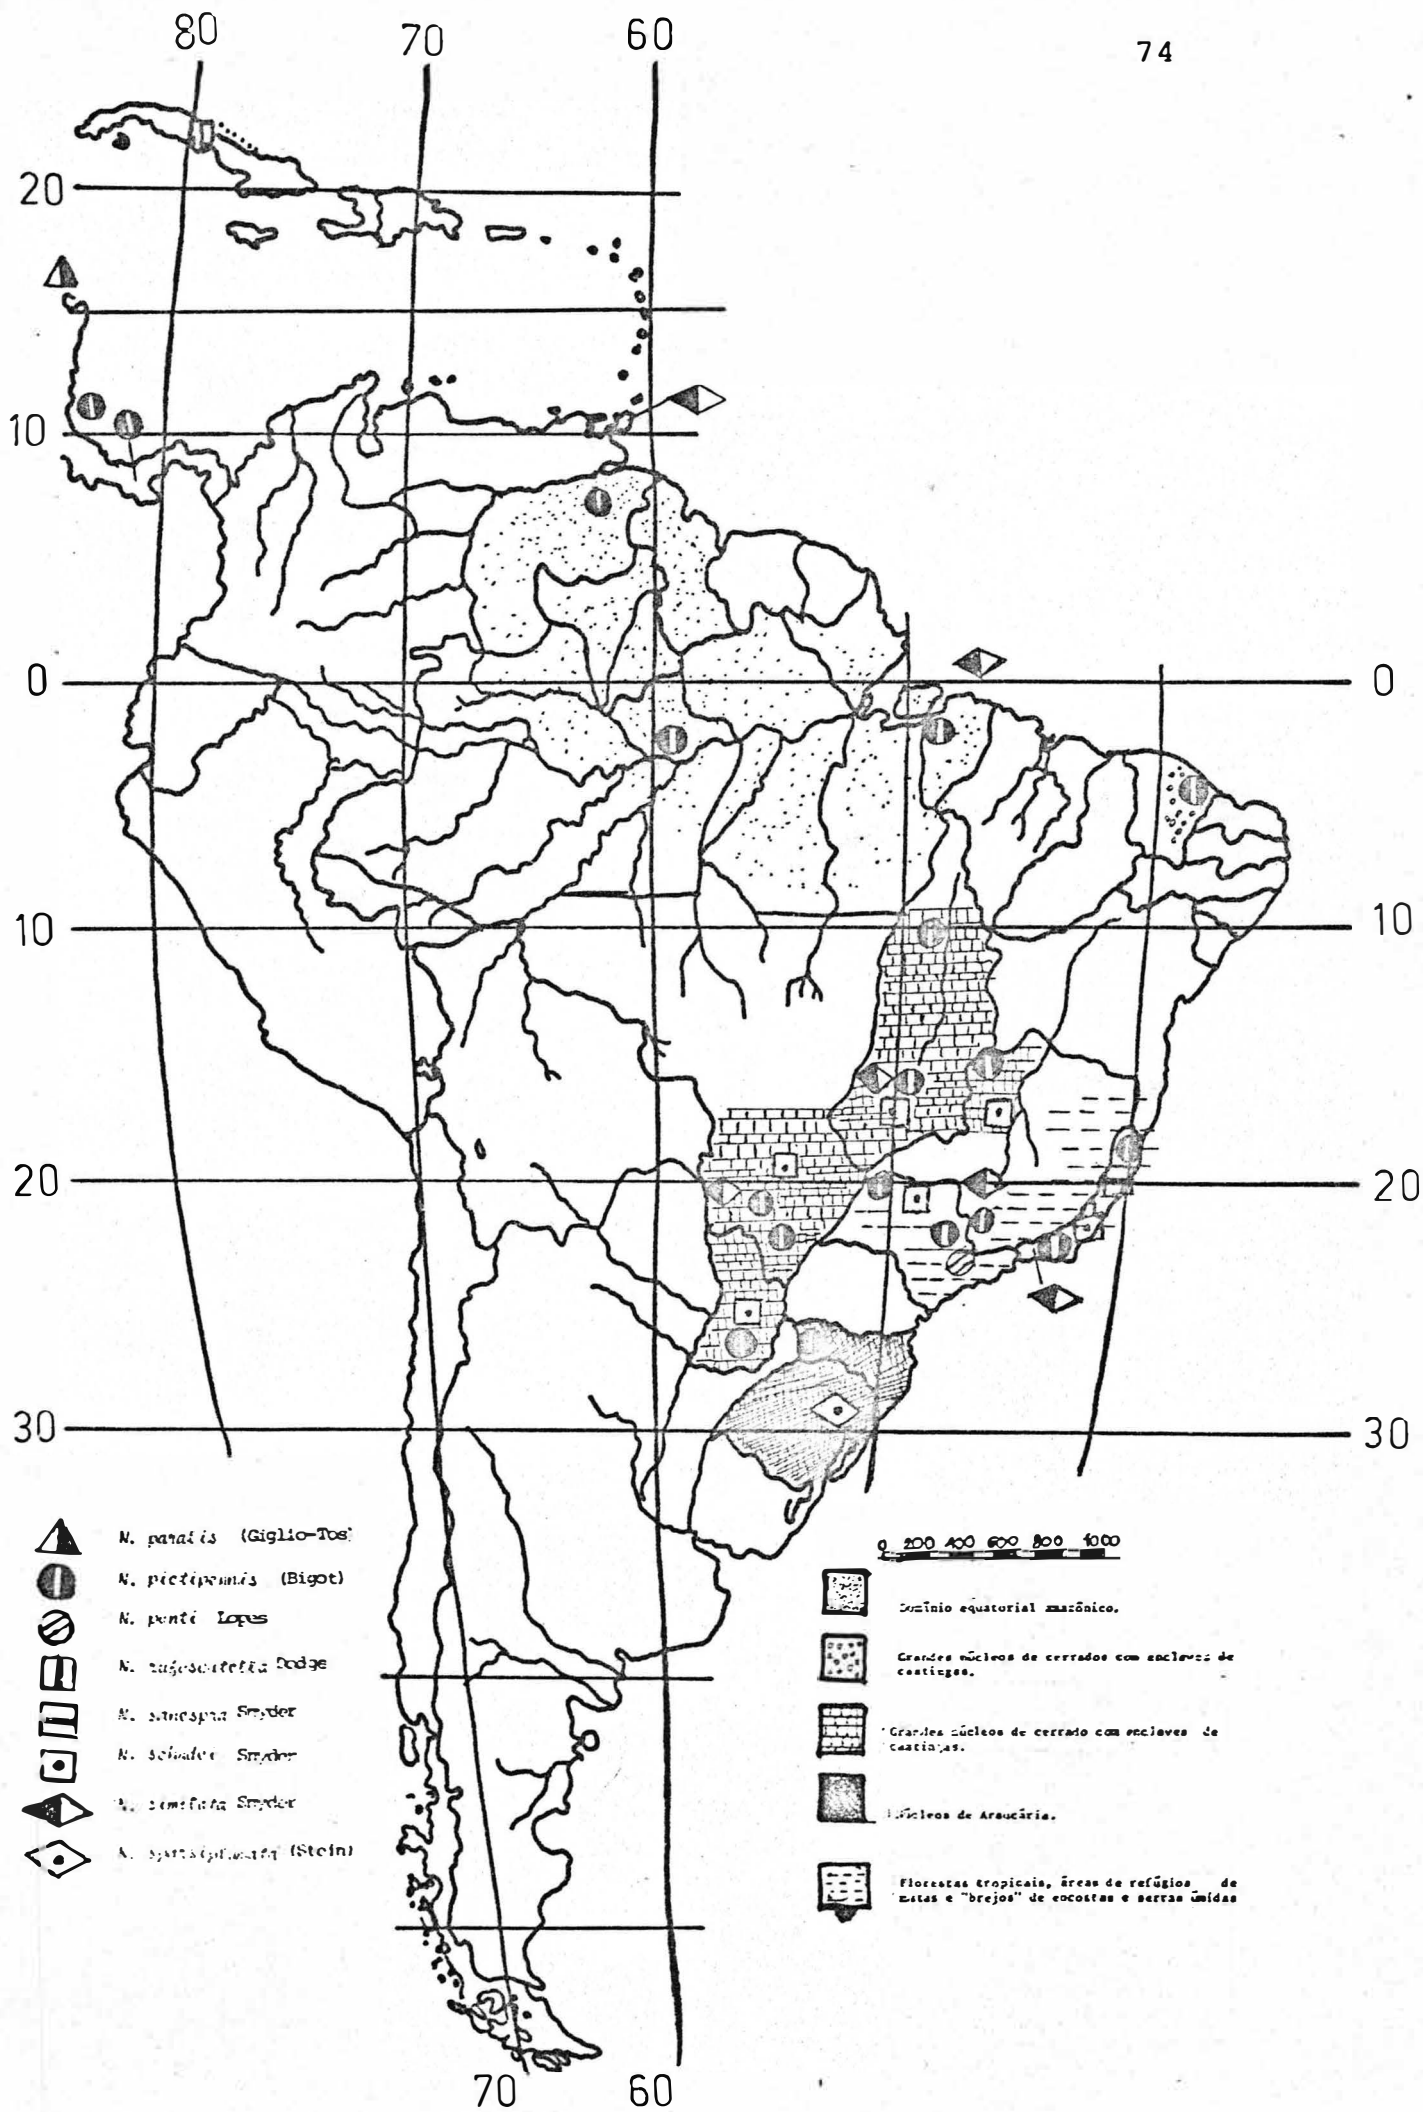 80 70 60
74
20
10
0 0
10 10
20 20
30 30
N. (Giglio-Tos)
N. pictipennis (Bigot)
N. ponti Lopes
N. Dodge
N. Snyder
N. Snyder
N. Snyder
N. (Stein)
0 200 400 600 800 1000
Domínio equatorial amazônico.
Grandes núcleos de cerrados com enclaves de
caatingas.
Grandes núcleos de cerrado com enclaves de
caatingas.
Núcleos de Araucária.
Florestas tropicais, áreas de refúgios de
matas e "brejos" de encostas e serras úmidas
70 60